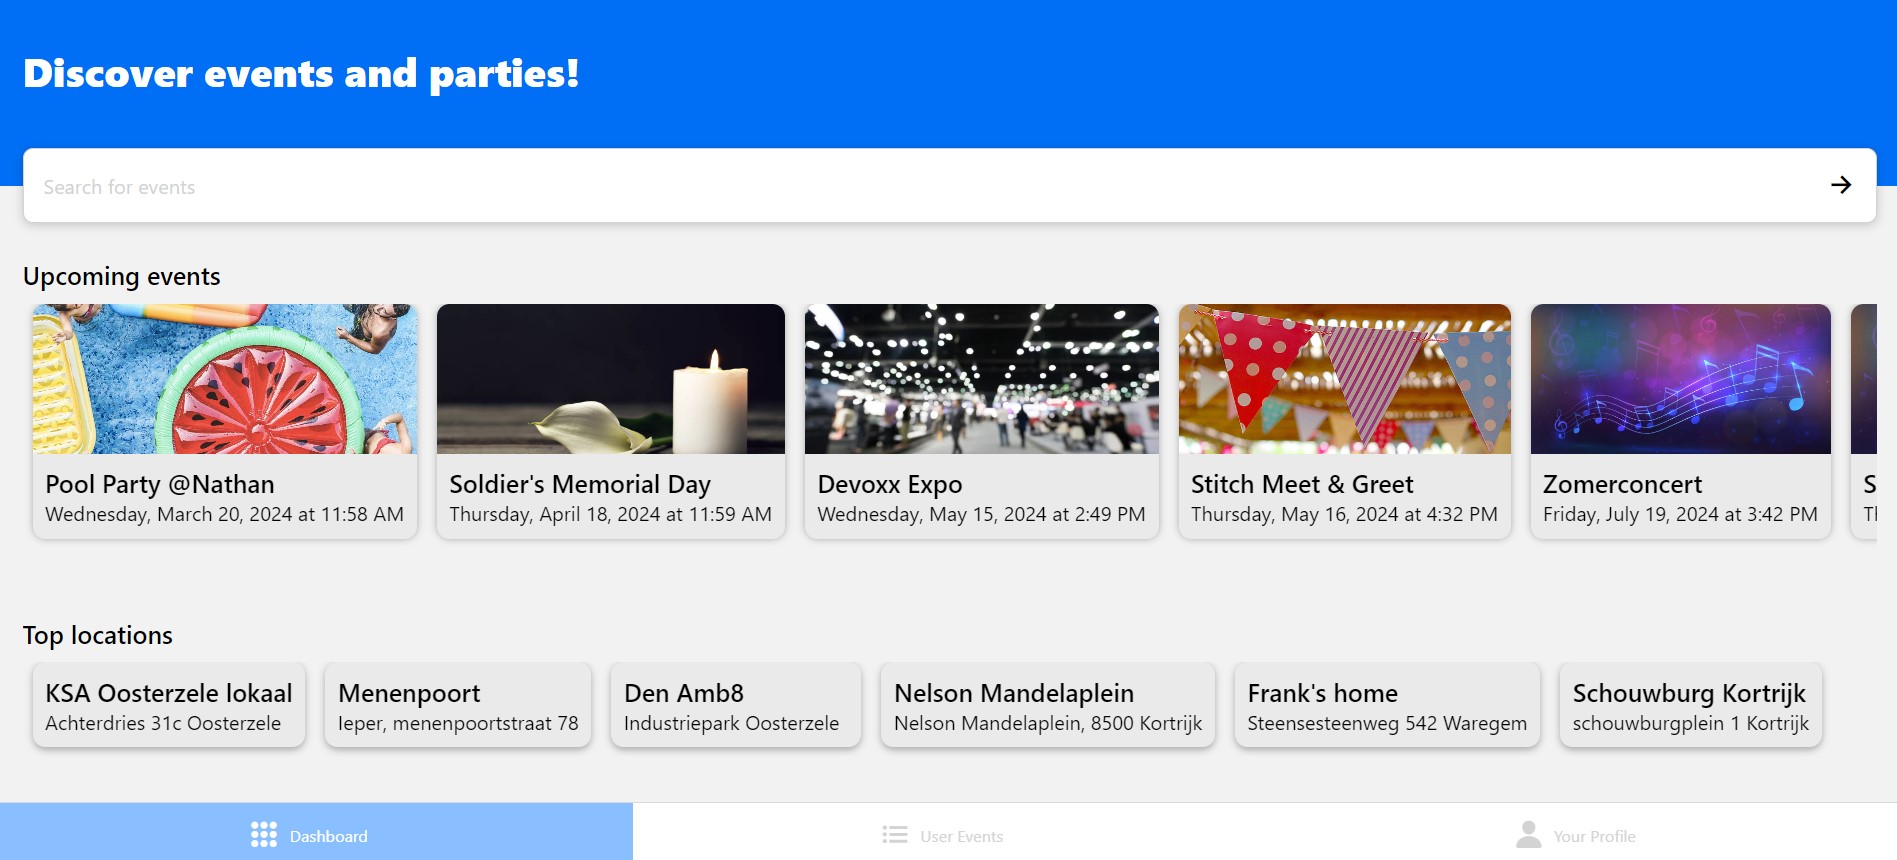 Discover events and parties!
Search for events
Upcoming events
Pool Party @Nathan
Wednesday, March 20, 2024 at 11:58 AM
Soldier's Memorial Day
Thursday, April 18, 2024 at 11:59 AM
Devoxx Expo
Wednesday, May 15, 2024 at 2:49 PM
Stitch Meet & Greet
Thursday, May 16, 2024 at 4:32 PM
Zomerconcert
Friday, July 19, 2024 at 3:42 PM
Top locations
KSA Oosterzele lokaal
Achterdries 31c Oosterzele
Menenpoort
Ieper, menenpoortstraat 78
Den Amb8
Industriepark Oosterzele
Nelson Mandelaplein
Nelson Mandelaplein, 8500 Kortrijk
Frank's home
Steensesteenweg 542 Waregem
Schouwburg Kortrijk
schouwburgplein 1 Kortrijk
Dashboard
User Events
Your Profile